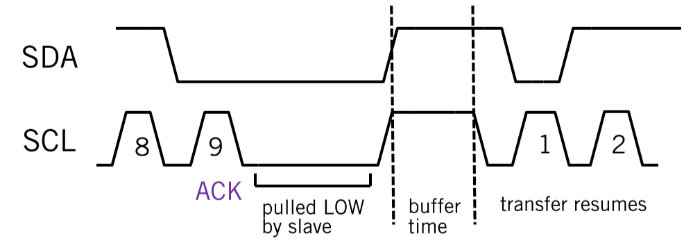 SDA
SCL
8
9
1
2
ACK
pulled LOW
by slave
buffer
time
transfer resumes